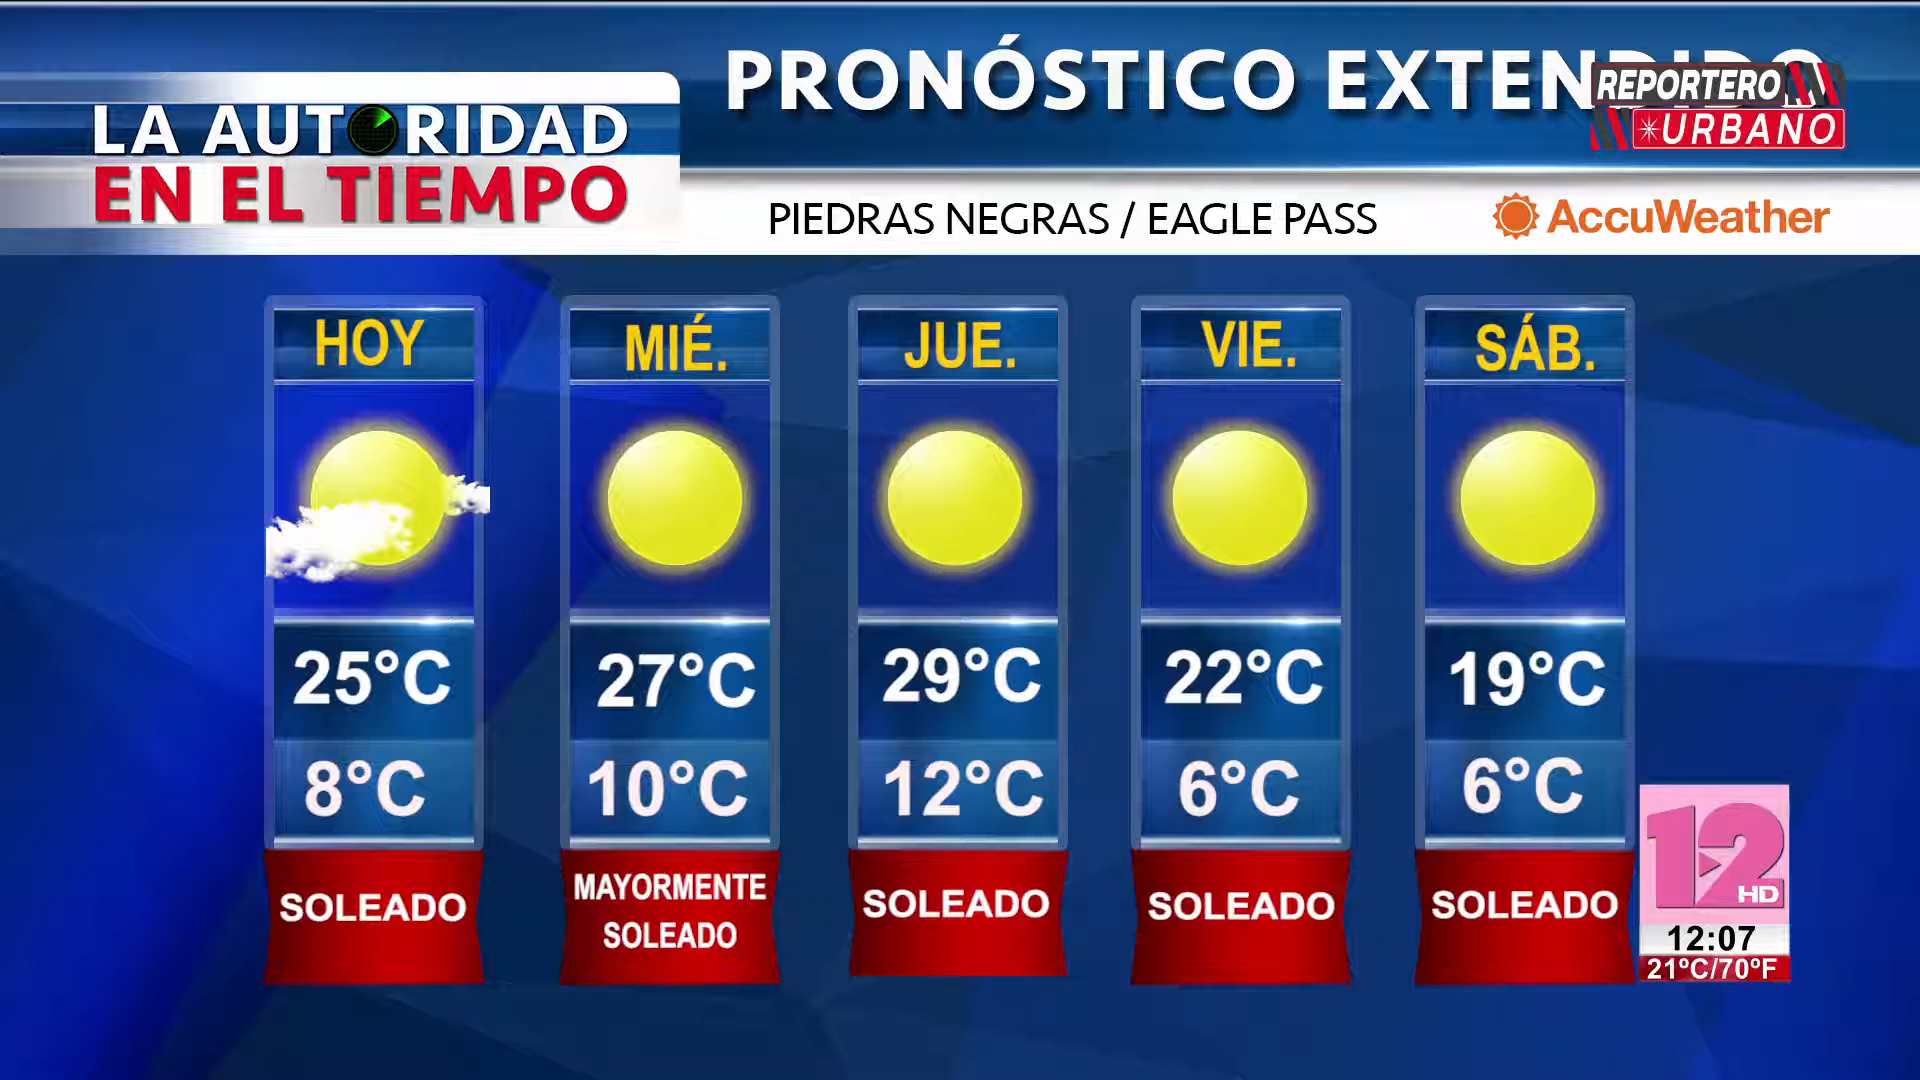 PRONÓSTICO EXTENDIDO
REPORTERO
URBANO
LA AUTORIDAD
EN EL TIEMPO
PIEDRAS NEGRAS / EAGLE PASS
AccuWeather
HOY
25°C
8°C
SOLEADO
MIÉ.
27°C
10°C
MAYORMENTE
SOLEADO
JUE.
29°C
12°C
SOLEADO
VIE.
22°C
6°C
SOLEADO
SÁB.
19°C
6°C
SOLEADO
12
HD
12:07
21°C/70°F